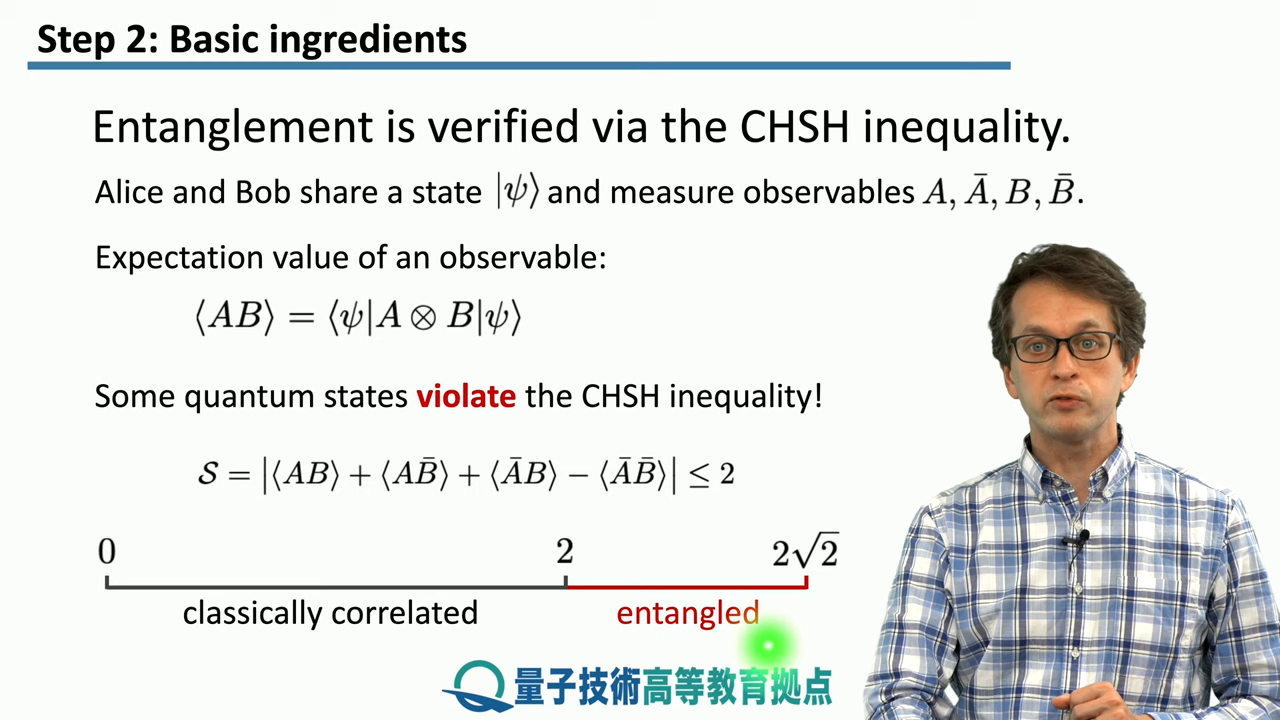 Step 2: Basic ingredients
Entanglement is verified via the CHSH inequality.
Alice and Bob share a state |ψ⟩ and measure observables A, Ā, B, B̄.
Expectation value of an observable:
⟨AB⟩ = ⟨ψ|A ⊗ B|ψ⟩
Some quantum states violate the CHSH inequality!
𝒮 = |⟨AB⟩ + ⟨AB̄⟩ + ⟨ĀB⟩ − ⟨ĀB̄⟩| ≤ 2
0 2 2√2
classically correlated entangled
量子技術高等教育拠点